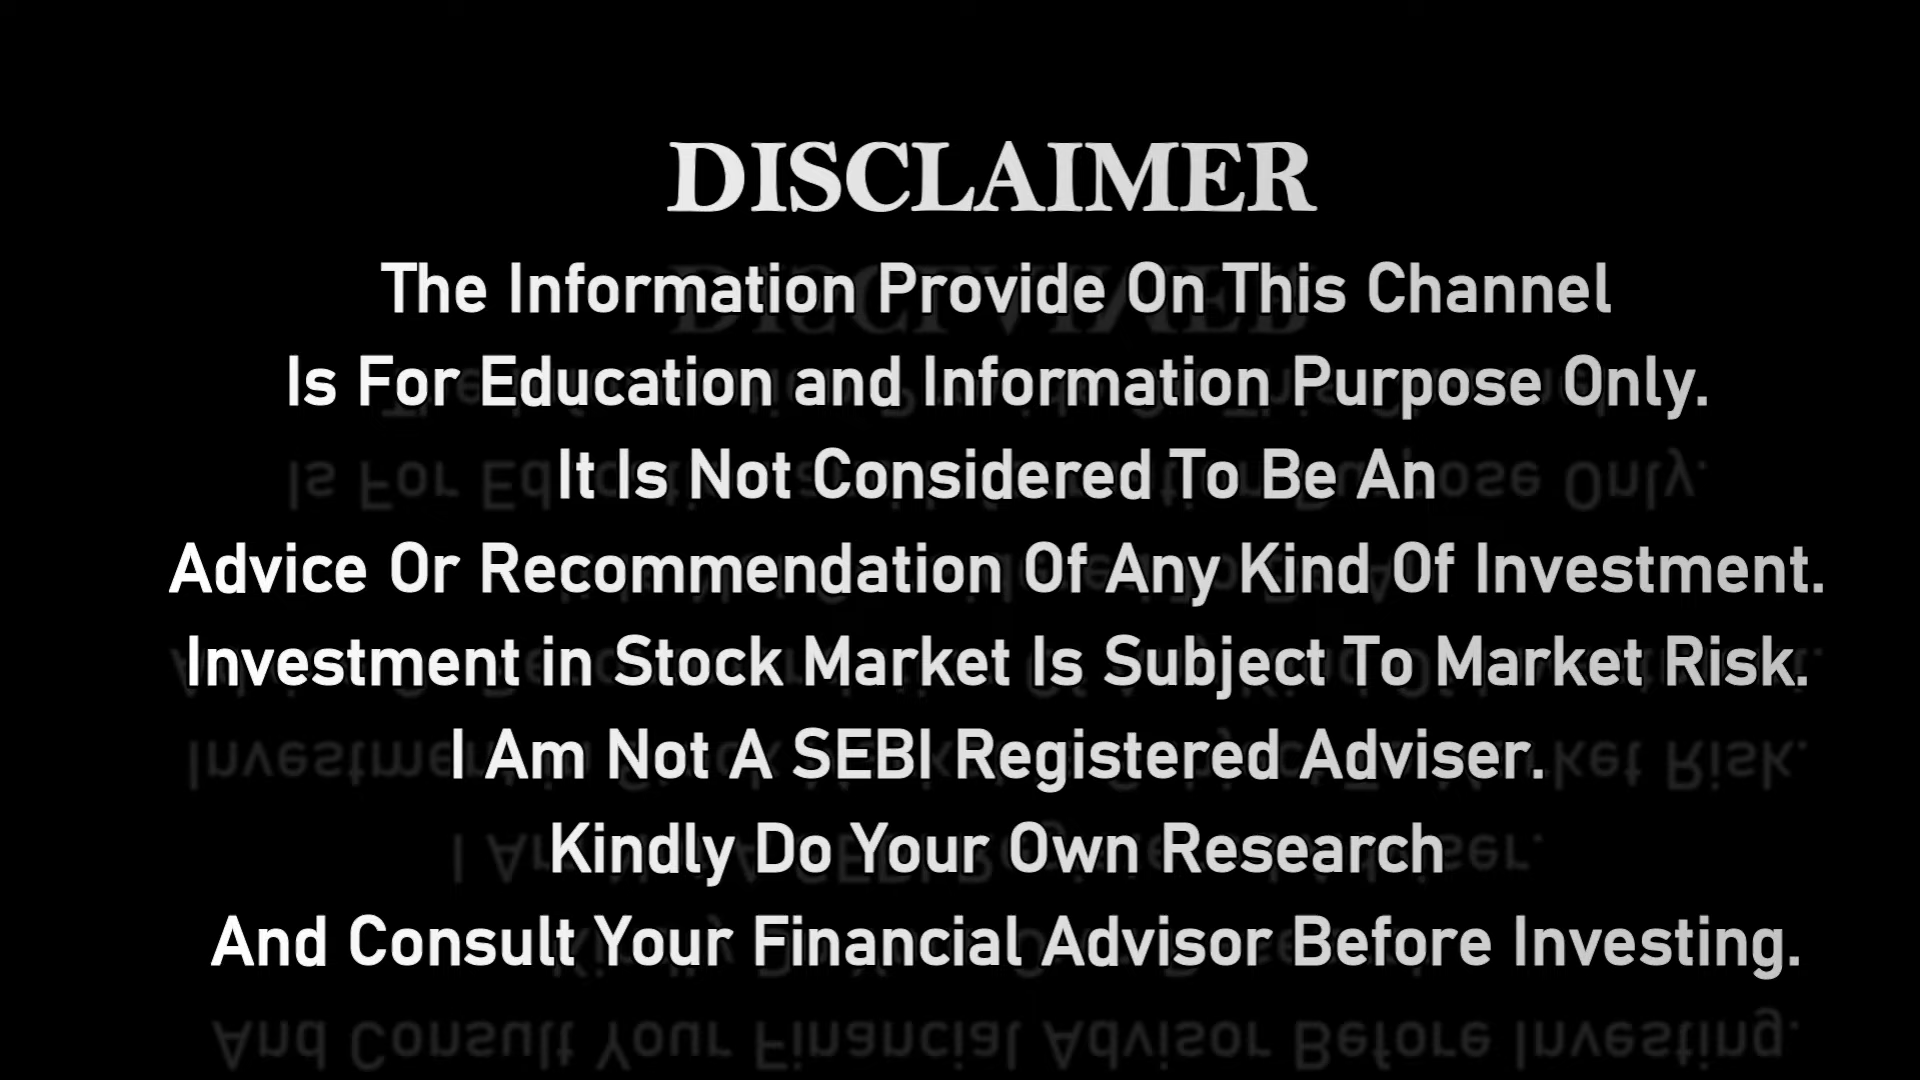 DISCLAIMER
The Information Provide On This Channel
Is For Education and Information Purpose Only.
It Is Not Considered To Be An
Advice Or Recommendation Of Any Kind Of Investment.
Investment in Stock Market Is Subject To Market Risk.
I Am Not A SEBI Registered Adviser.
Kindly Do Your Own Research
And Consult Your Financial Advisor Before Investing.